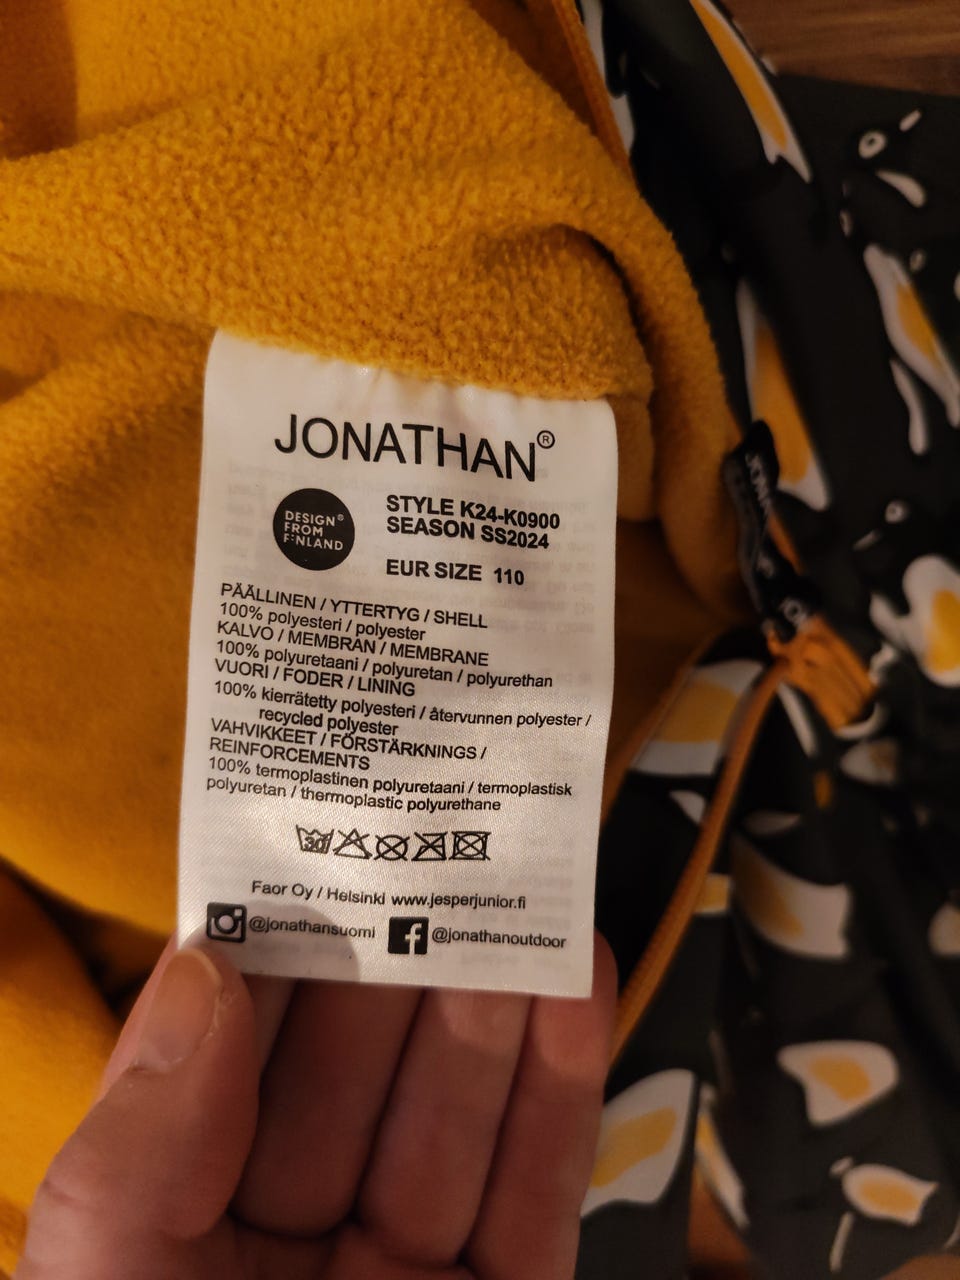 JONATHAN®
DESIGN®
FROM
F:NLAND
STYLE K24-K0900
SEASON SS2024
EUR SIZE 110
PÄÄLLINEN / YTTERTYG / SHELL
100% polyesteri / polyester
KALVO / MEMBRAN / MEMBRANE
100% polyuretaani / polyuretan / polyurethan
VUORI / FODER / LINING
100% kierrätetty polyesteri / återvunnen polyester /
recycled polyester
VAHVIKKEET / FÖRSTÄRKNINGS /
REINFORCEMENTS
100% termoplastinen polyuretaani / termoplastisk
polyuretan / thermoplastic polyurethane
30
Faor Oy / Helsinki www.jesperjunior.fi
@jonathansuomi @jonathanoutdoor